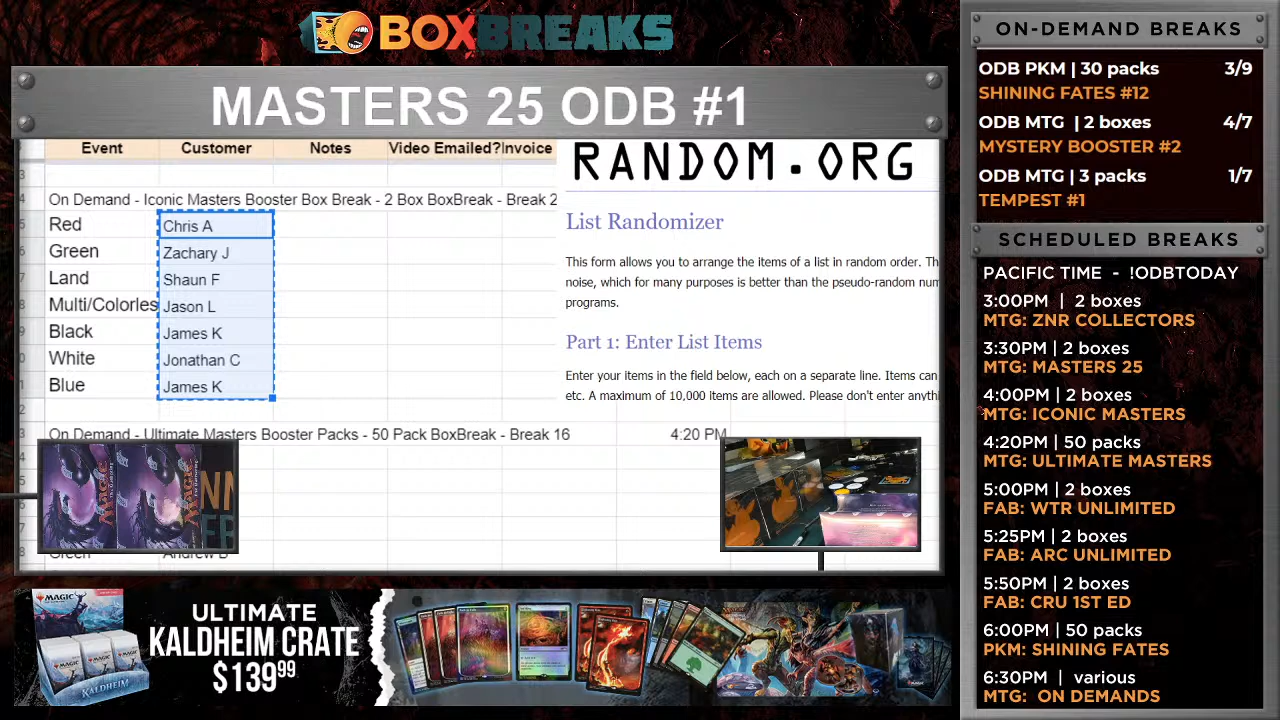 BOXBREAKS
MASTERS 25 ODB #1
Event Customer Notes Video Emailed? Invoice
On Demand - Iconic Masters Booster Box Break - 2 Box BoxBreak - Break 2
Red Chris A
Green Zachary J
Land Shaun F
Multi/Colorles Jason L
Black James K
White Jonathan C
Blue James K
On Demand - Ultimate Masters Booster Packs - 50 Pack BoxBreak - Break 16 4:20 PM
Green Andrew B
RANDOM.ORG
List Randomizer
This form allows you to arrange the items of a list in random order. Th
noise, which for many purposes is better than the pseudo-random num
programs.
Part 1: Enter List Items
Enter your items in the field below, each on a separate line. Items can
etc. A maximum of 10,000 items are allowed. Please don't enter anythi
MAGIC
MAGIC
ULTIMATE
KALDHEIM CRATE
$139.99
MAGIC
KALDHEIM
ON-DEMAND BREAKS
ODB PKM | 30 packs 3/9
SHINING FATES #12
ODB MTG | 2 boxes 4/7
MYSTERY BOOSTER #2
ODB MTG | 3 packs 1/7
TEMPEST #1
SCHEDULED BREAKS
PACIFIC TIME - !ODBTODAY
3:00PM | 2 boxes
MTG: ZNR COLLECTORS
3:30PM | 2 boxes
MTG: MASTERS 25
4:00PM | 2 boxes
MTG: ICONIC MASTERS
4:20PM | 50 packs
MTG: ULTIMATE MASTERS
5:00PM | 2 boxes
FAB: WTR UNLIMITED
5:25PM | 2 boxes
FAB: ARC UNLIMITED
5:50PM | 2 boxes
FAB: CRU 1ST ED
6:00PM | 50 packs
PKM: SHINING FATES
6:30PM | various
MTG: ON DEMANDS